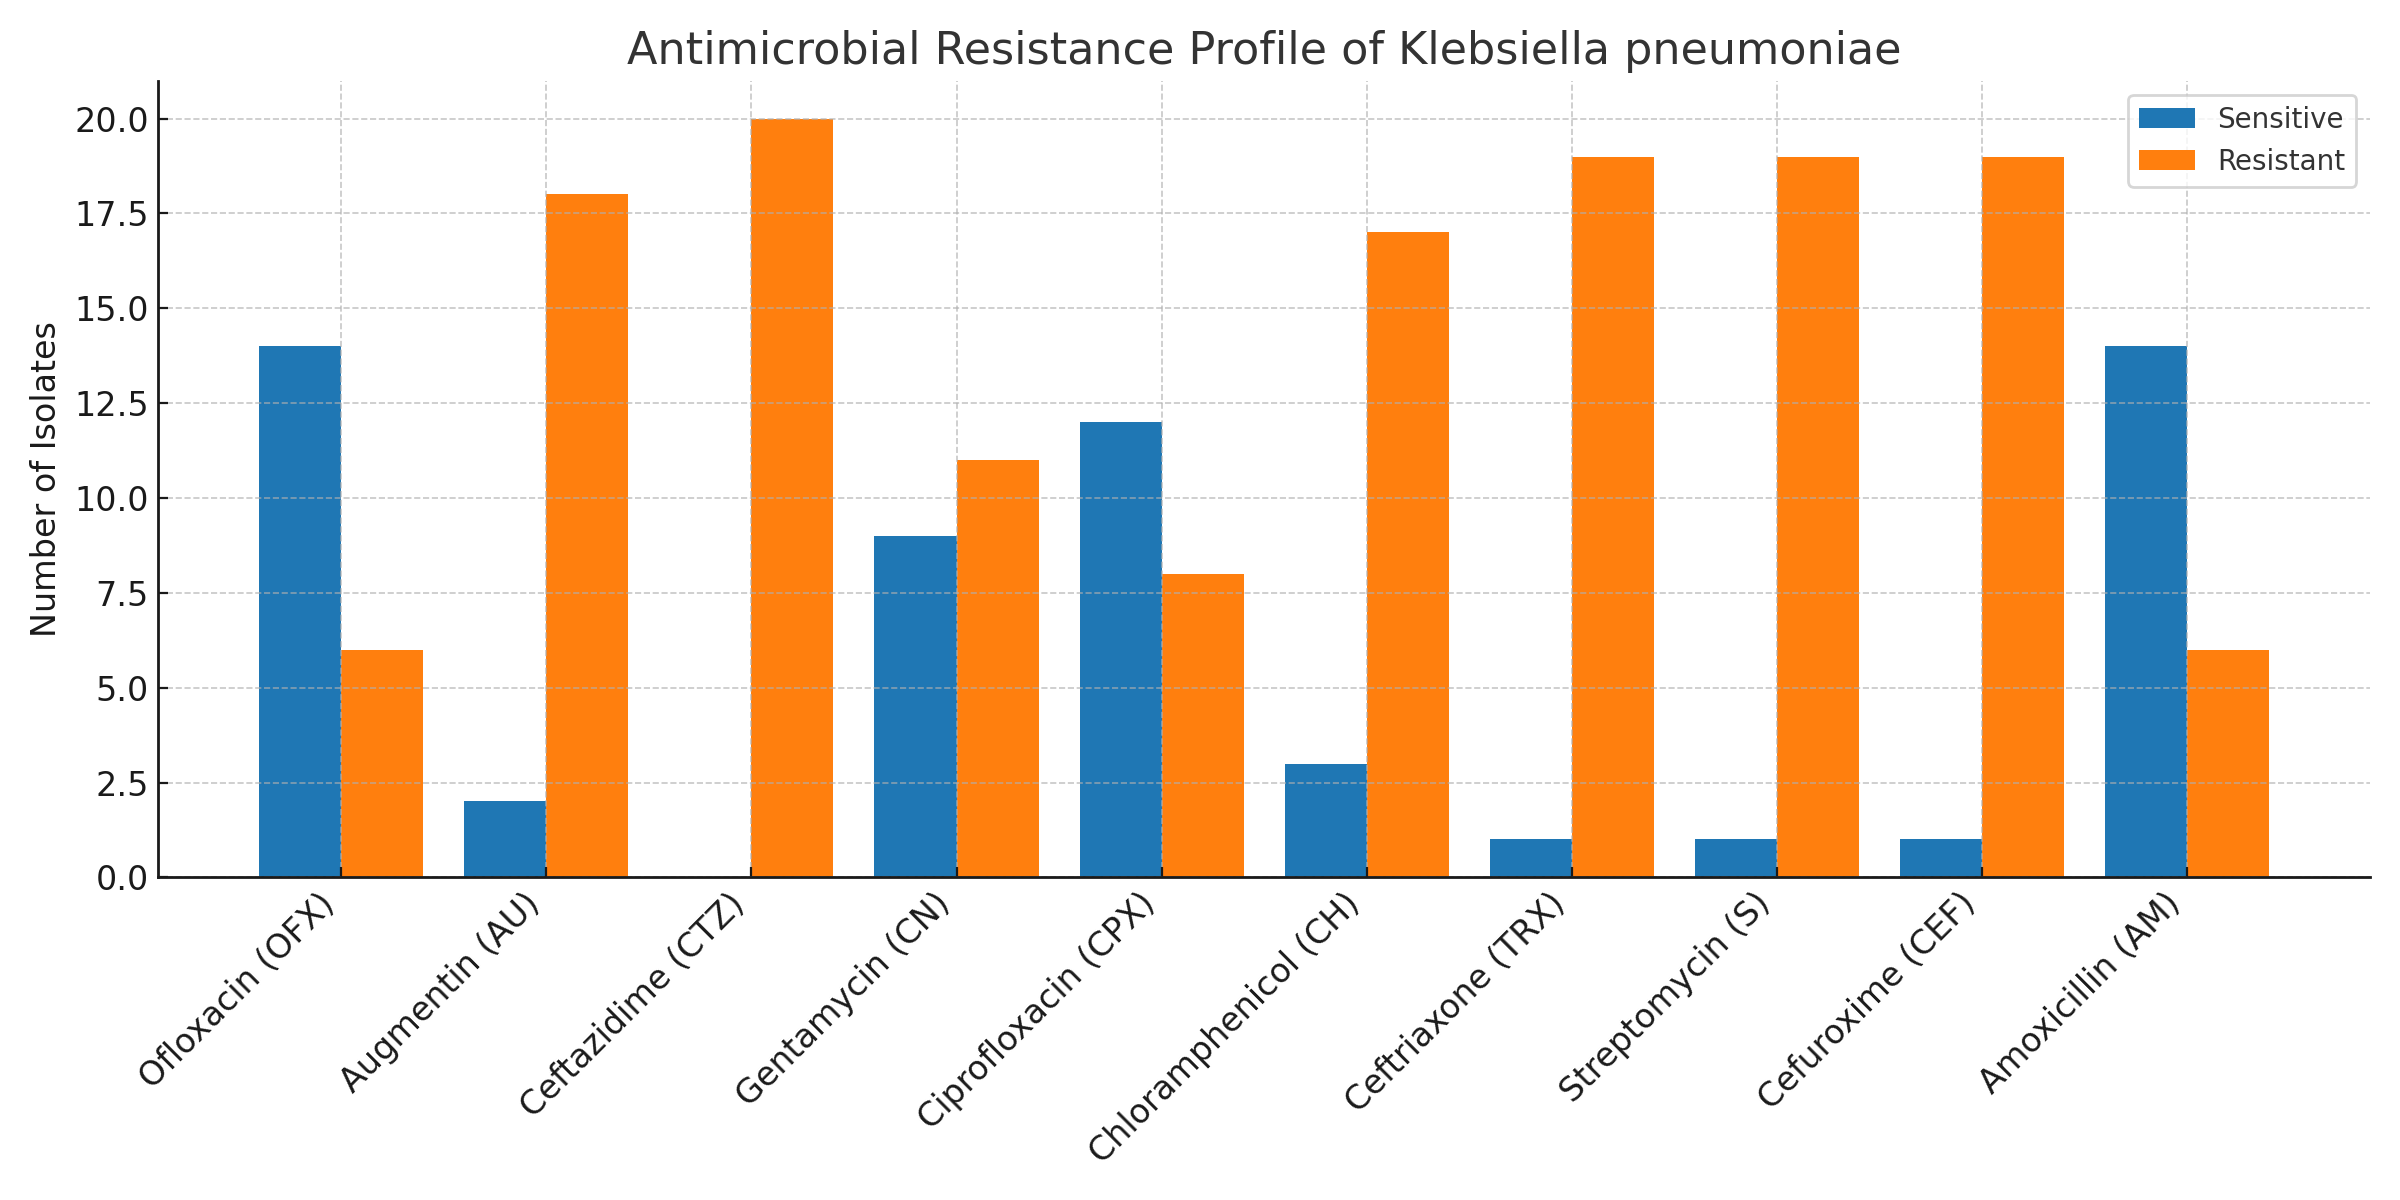 Antimicrobial Resistance Profile of Klebsiella pneumoniae
Sensitive
Resistant
Number of Isolates
20.0
17.5
15.0
12.5
10.0
7.5
5.0
2.5
0.0
Ofloxacin (OFX)
Augmentin (AU)
Ceftazidime (CTZ)
Gentamycin (CN)
Ciprofloxacin (CPX)
Chloramphenicol (CH)
Ceftriaxone (TRX)
Streptomycin (S)
Cefuroxime (CEF)
Amoxicillin (AM)